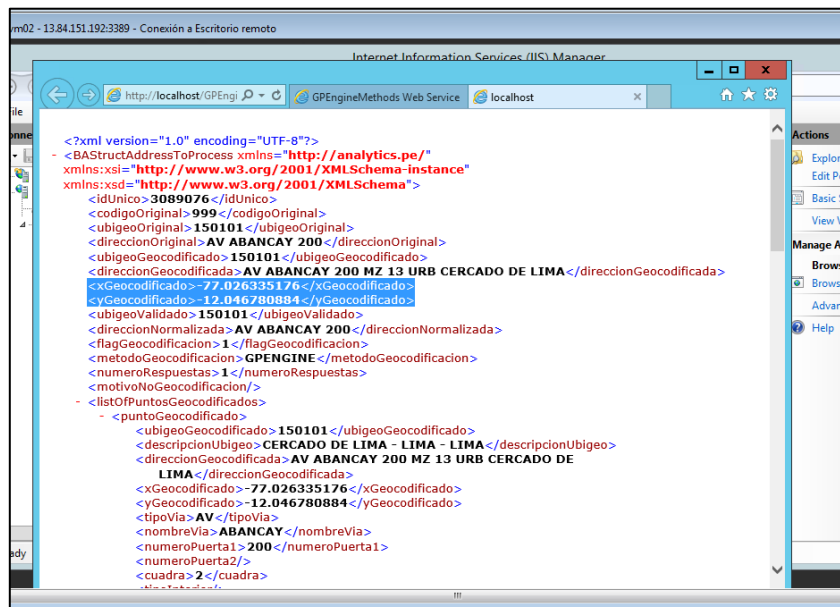 vm02 - 13.84.151.192:3389 - Conexión a Escritorio remoto
Internet Information Services (IIS) Manager
http://localhost/GPEngi
GPEngineMethods Web Service
localhost
File
Actions
Explor
Edit Pe
Basic S
View V
Manage A
Brows
Brows
Advan
Help
<?xml version="1.0" encoding="UTF-8"?>
- <BAStructAddressToProcess xmlns="http://analytics.pe/"
xmlns:xsi="http://www.w3.org/2001/XMLSchema-instance"
xmlns:xsd="http://www.w3.org/2001/XMLSchema">
<idUnico>3089076</idUnico>
<codigoOriginal>999</codigoOriginal>
<ubigeoOriginal>150101</ubigeoOriginal>
<direccionOriginal>AV ABANCAY 200</direccionOriginal>
<ubigeoGeocodificado>150101</ubigeoGeocodificado>
<direccionGeocodificada>AV ABANCAY 200 MZ 13 URB CERCADO DE LIMA</direccionGeocodificada>
<xGeocodificado>-77.026335176</xGeocodificado>
<yGeocodificado>-12.046780884</yGeocodificado>
<ubigeoValidado>150101</ubigeoValidado>
<direccionNormalizada>AV ABANCAY 200</direccionNormalizada>
<flagGeocodificacion>1</flagGeocodificacion>
<metodoGeocodificacion>GPENGINE</metodoGeocodificacion>
<numeroRespuestas>1</numeroRespuestas>
<motivoNoGeocodificacion/>
- <listOfPuntosGeocodificados>
- <puntoGeocodificado>
<ubigeoGeocodificado>150101</ubigeoGeocodificado>
<descripcionUbigeo>CERCADO DE LIMA - LIMA - LIMA</descripcionUbigeo>
<direccionGeocodificada>AV ABANCAY 200 MZ 13 URB CERCADO DE
LIMA</direccionGeocodificada>
<xGeocodificado>-77.026335176</xGeocodificado>
<yGeocodificado>-12.046780884</yGeocodificado>
<tipoVia>AV</tipoVia>
<nombreVia>ABANCAY</nombreVia>
<numeroPuerta1>200</numeroPuerta1>
<numeroPuerta2/>
<cuadra>2</cuadra>